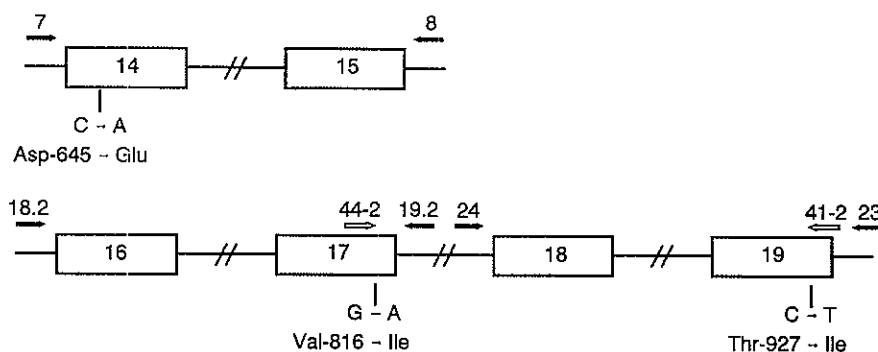 7 8
14 15
C → A
Asp-645 → Glu
18.2 44-2 19.2 24 41-2 23
16 17 18 19
G → A C → T
Val-816 → Ile Thr-927 → Ile